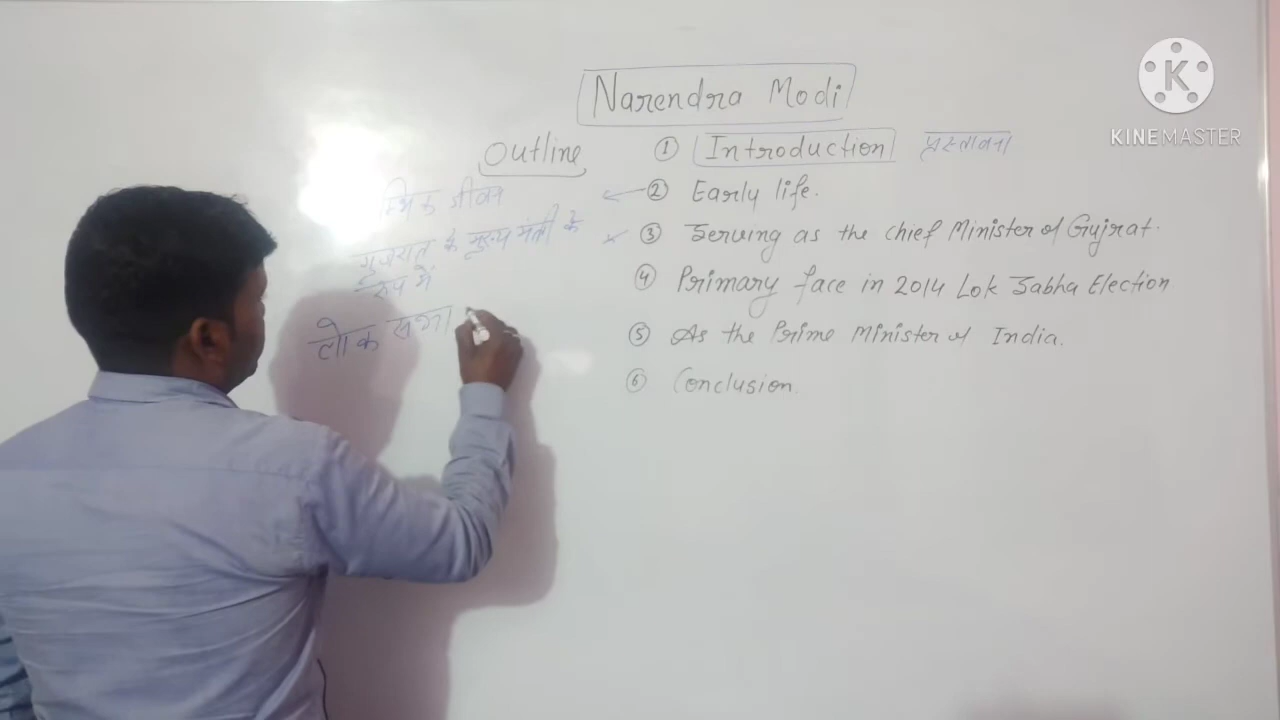 Narendra Modi
Outline
① Introduction प्रस्तावना
② Early life.
जीवन
③ Serving as the chief Minister of Gujrat.
गुजरात के मुख्य मंत्री के
रूप में
④ Primary face in 2014 Lok Sabha Election
लोक सभा
⑤ As the Prime Minister of India.
⑥ Conclusion.
K
KINEMASTER